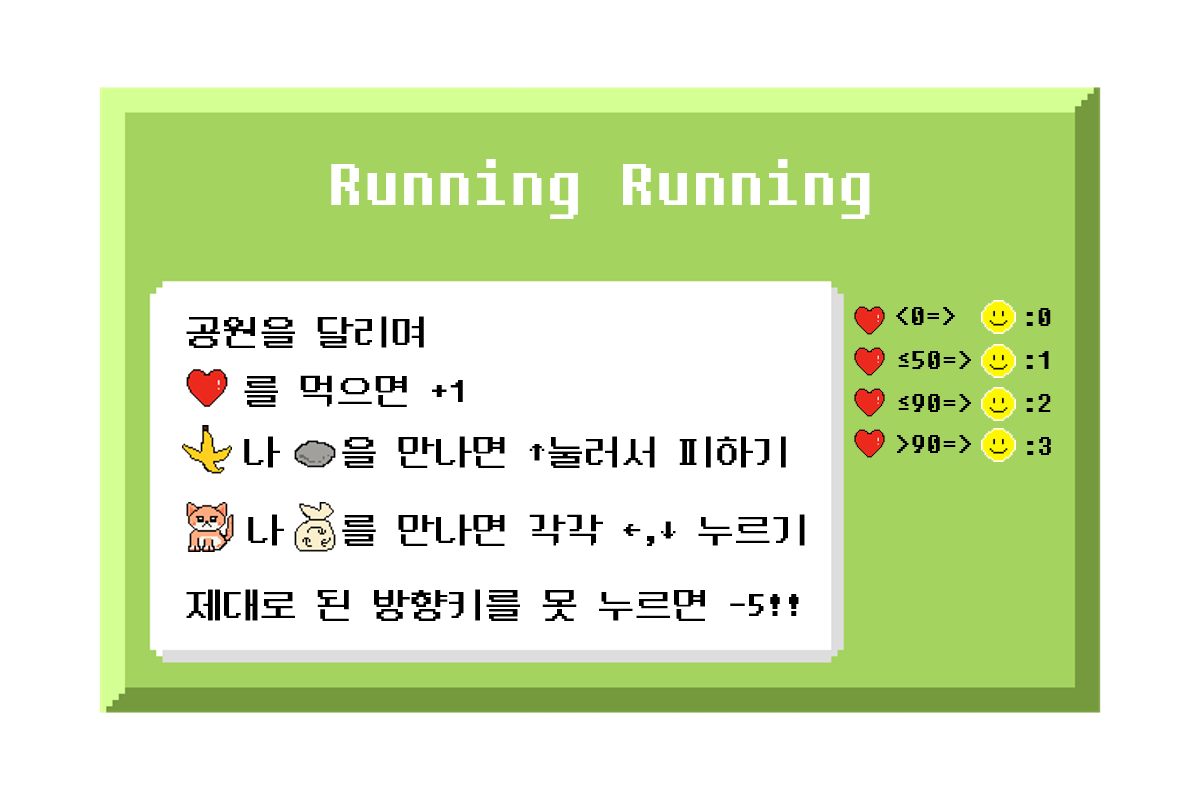 Running Running
공원을 달리며
를 먹으면 +1
나 을 만나면 ↑눌러서 피하기
나 를 만나면 각각 ←,↓ 누르기
제대로 된 방향키를 못 누르면 -5!!
<0=> :0
≤50=> :1
≤90=> :2
>90=> :3